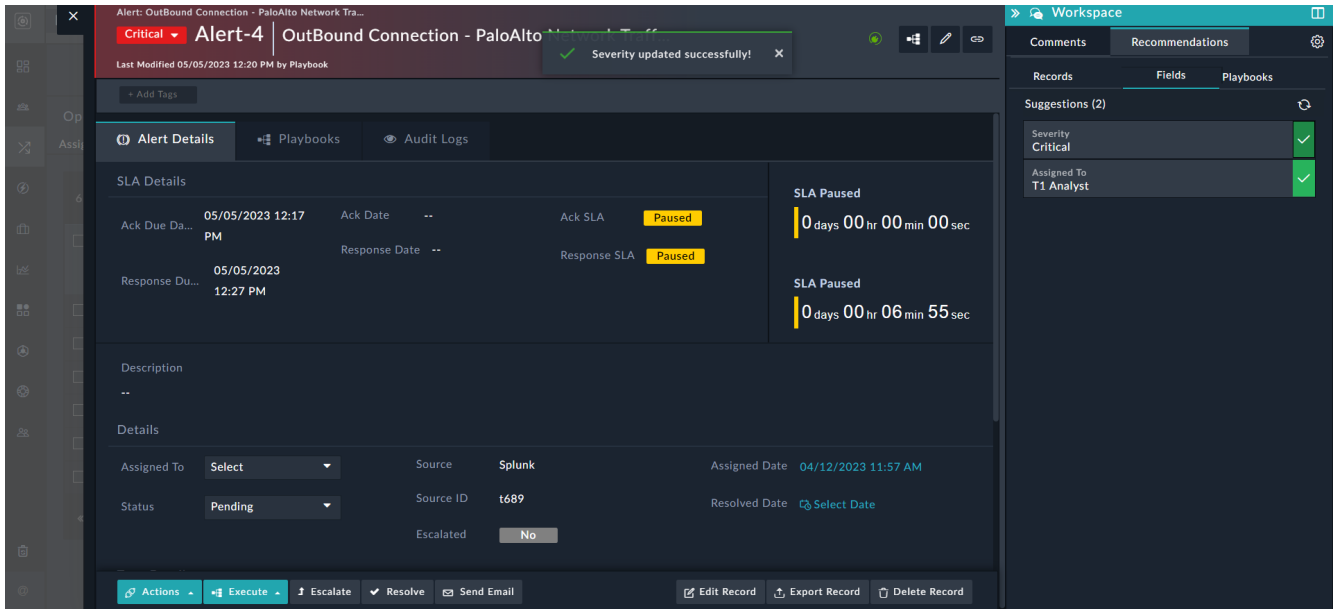 Alert: OutBound Connection - PaloAlto Network Tra...
Critical
Alert-4
OutBound Connection - PaloAlto Network Traff
Severity updated successfully!
Last Modified 05/05/2023 12:20 PM by Playbook
+ Add Tags
Alert Details
Playbooks
Audit Logs
SLA Details
Ack Due Da...
05/05/2023 12:17
PM
Ack Date
--
Ack SLA
Paused
Response Date
--
Response SLA
Paused
Response Du...
05/05/2023
12:27 PM
SLA Paused
0 days 00 hr 00 min 00 sec
SLA Paused
0 days 00 hr 06 min 55 sec
Description
--
Details
Assigned To
Select
Source
Splunk
Assigned Date
04/12/2023 11:57 AM
Status
Pending
Source ID
t689
Resolved Date
Select Date
Escalated
No
Actions
Execute
Escalate
Resolve
Send Email
Edit Record
Export Record
Delete Record
Workspace
Comments
Recommendations
Records
Fields
Playbooks
Suggestions (2)
Severity
Critical
Assigned To
T1 Analyst
Op
Assi
6